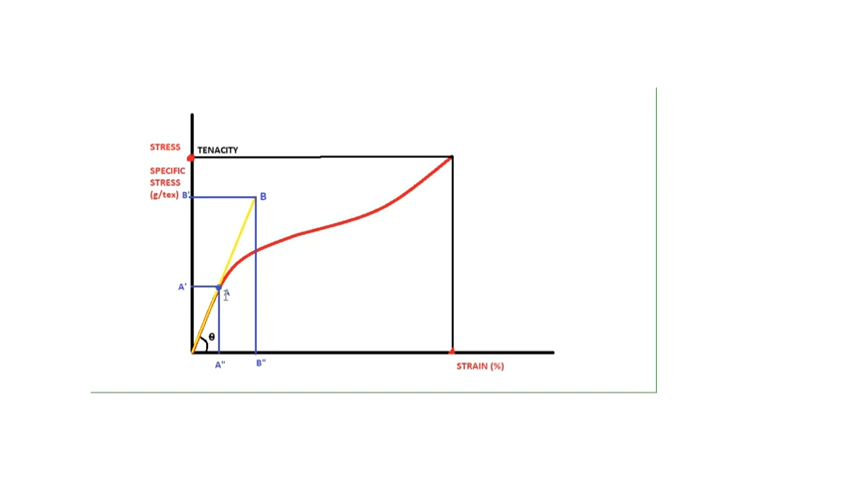 STRESS
TENACITY
SPECIFIC
STRESS
(g/tex) B'
B
A'
θ
A"
B"
STRAIN (%)